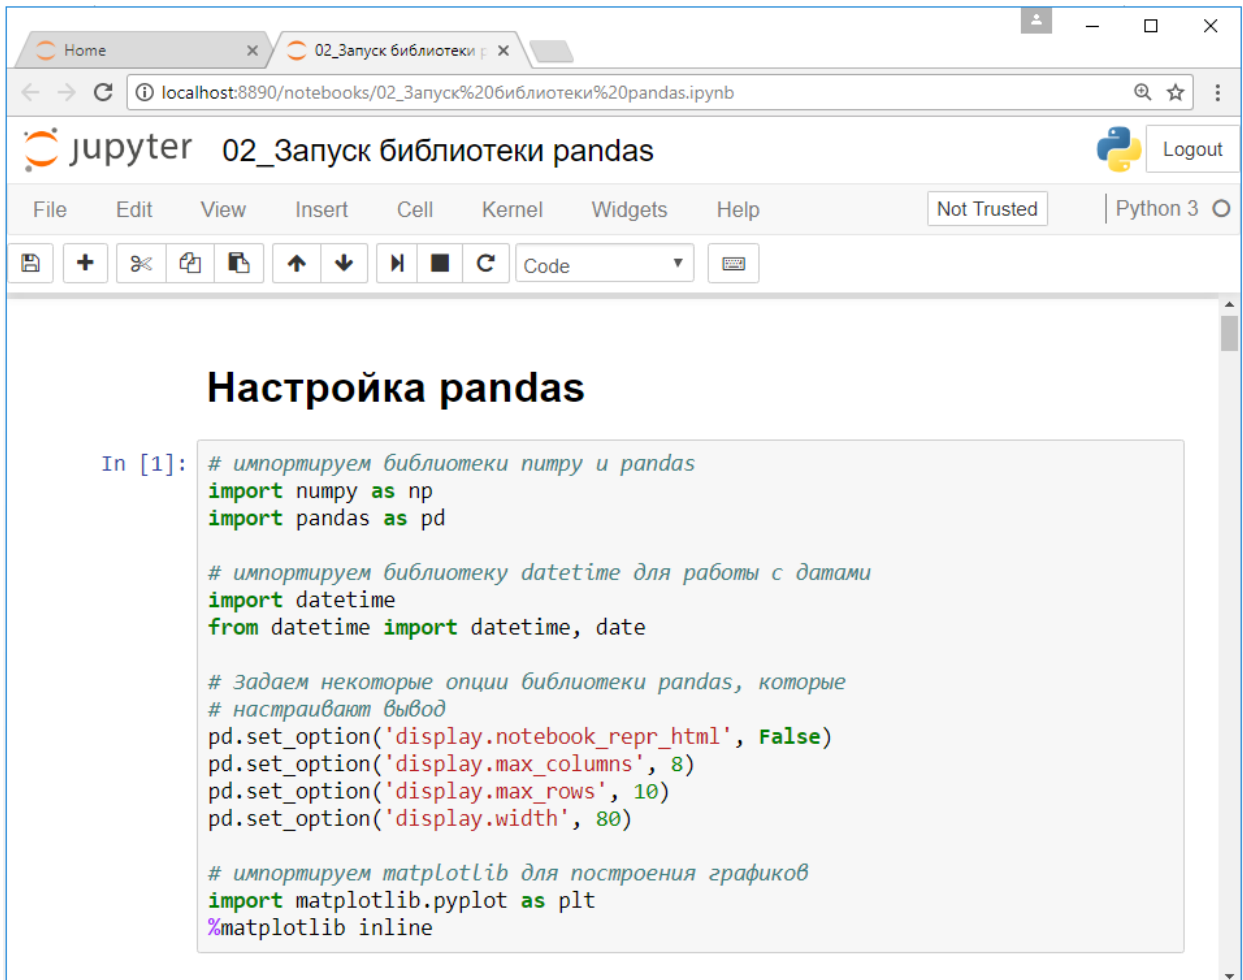 Home
02_Запуск библиотеки p
localhost:8890/notebooks/02_Запуск%20библиотеки%20pandas.ipynb
jupyter 02_Запуск библиотеки pandas
Logout
File Edit View Insert Cell Kernel Widgets Help Not Trusted Python 3
Code
Настройка pandas
In [1]:
# импортируем библиотеки numpy и pandas
import numpy as np
import pandas as pd
# импортируем библиотеку datetime для работы с датами
import datetime
from datetime import datetime, date
# Задаем некоторые опции библиотеки pandas, которые
# настраивают вывод
pd.set_option('display.notebook_repr_html', False)
pd.set_option('display.max_columns', 8)
pd.set_option('display.max_rows', 10)
pd.set_option('display.width', 80)
# импортируем matplotlib для построения графиков
import matplotlib.pyplot as plt
%matplotlib inline